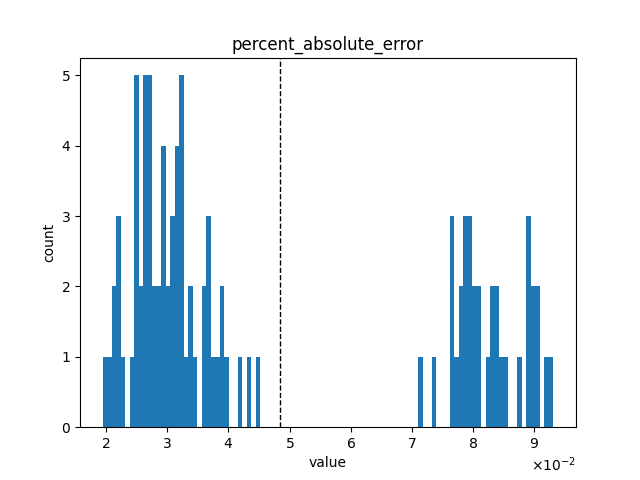 percent_absolute_error
5
4
3
2
1
0
count
2 3 4 5 6 7 8 9
value
×10⁻²